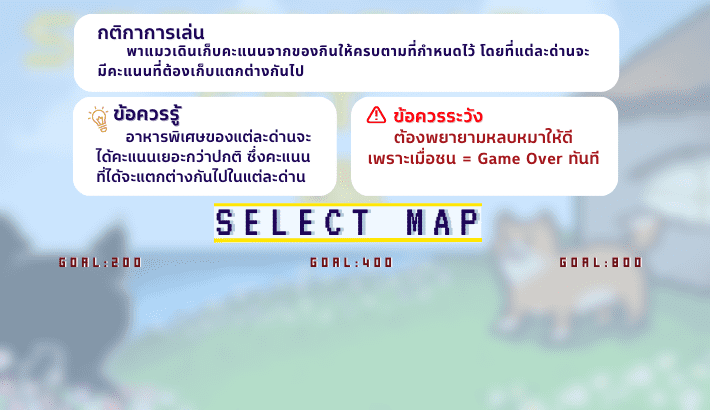 กติกาการเล่น
พาแมวเดินเก็บคะแนนจากของกินให้ครบตามที่กำหนดไว้ โดยที่แต่ละด่านจะ
มีคะแนนที่ต้องเก็บแตกต่างกันไป
ข้อควรรู้
อาหารพิเศษของแต่ละด่านจะ
ได้คะแนนเยอะกว่าปกติ ซึ่งคะแนน
ที่ได้จะแตกต่างกันไปในแต่ละด่าน
ข้อควรระวัง
ต้องพยายามหลบหมาให้ดี
เพราะเมื่อชน = Game Over ทันที
SELECT MAP
GOAL:200
GOAL:400
GOAL:800